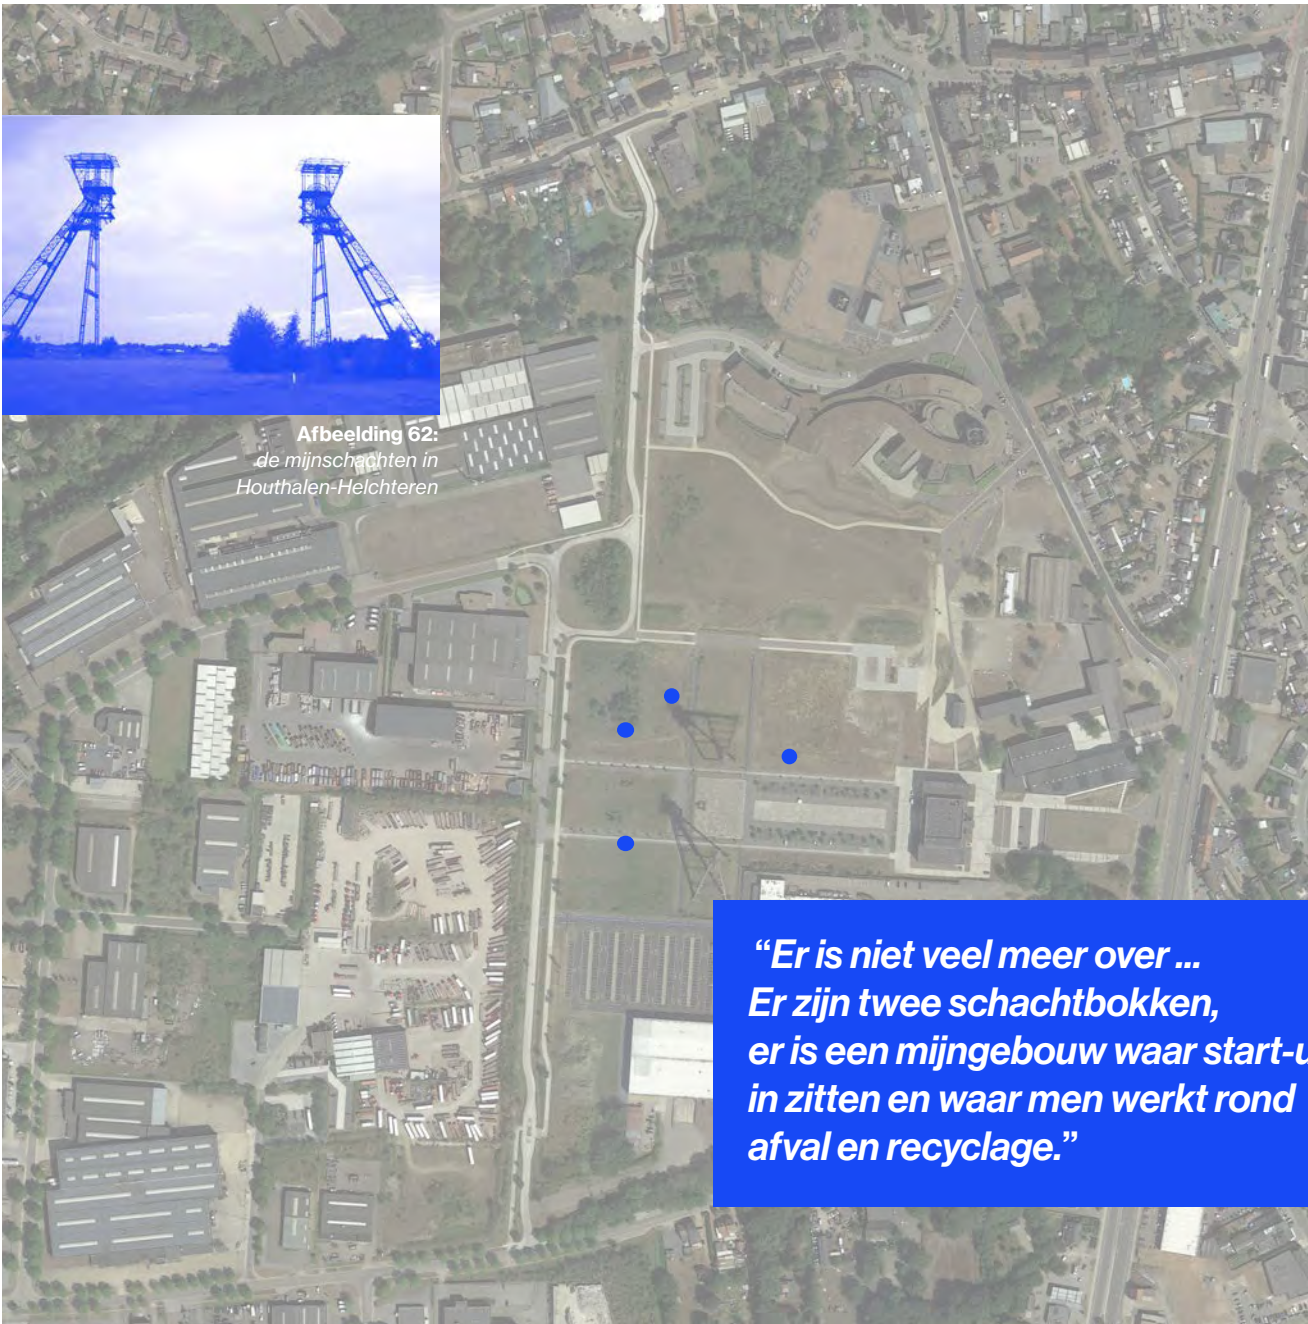 Afbeelding 62:
de mijnschachten in
Houthalen-Helchteren
“Er is niet veel meer over ...
Er zijn twee schachtbokken,
er is een mijngebouw waar start-u
in zitten en waar men werkt rond
afval en recyclage.”